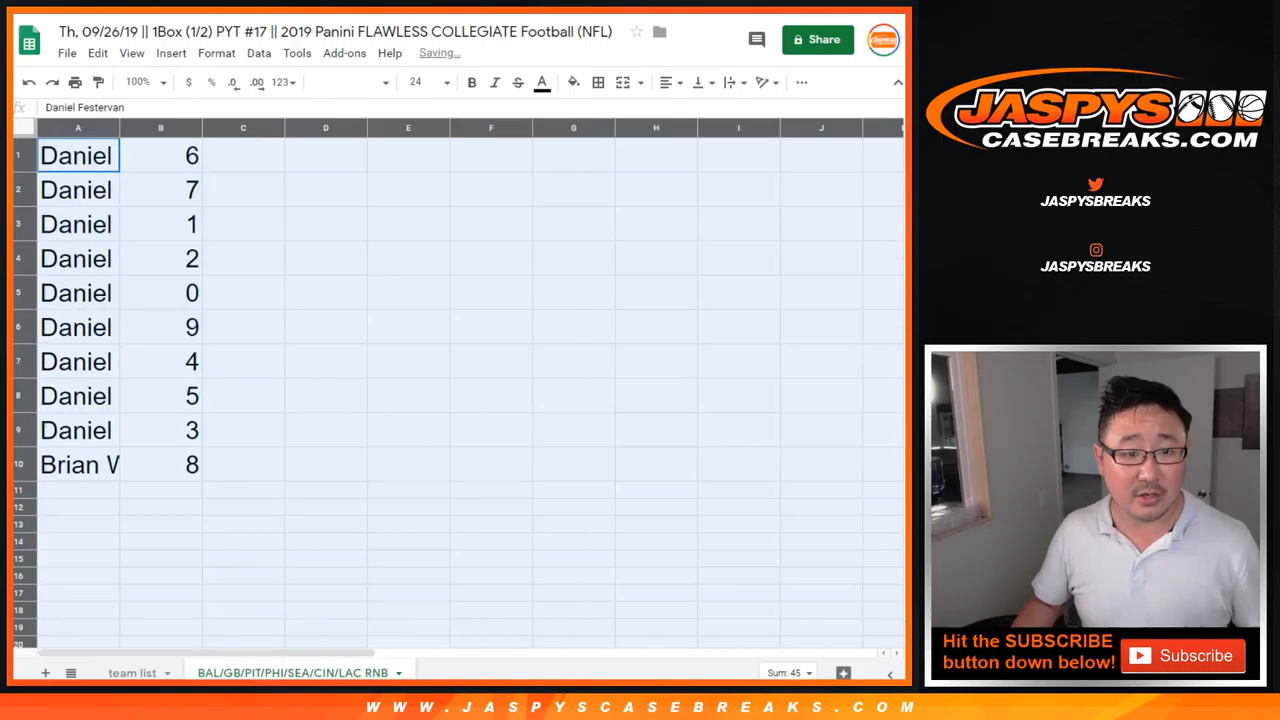 Th, 09/26/19 || 1Box (1/2) PYT #17 || 2019 Panini FLAWLESS COLLEGIATE Football (NFL)
File Edit View Insert Format Data Tools Add-ons Help Saving...
Share
100% $ % .0 .00 123 24 B I S A ...
fx Daniel Festervan
A B C D E F G H I J
1 Daniel 6
2 Daniel 7
3 Daniel 1
4 Daniel 2
5 Daniel 0
6 Daniel 9
7 Daniel 4
8 Daniel 5
9 Daniel 3
10 Brian W 8
11
12
13
14
15
16
17
18
19
20
team list BAL/GB/PIT/PHI/SEA/CIN/LAC RNB Sum: 45
JASPYS
CASEBREAKS.COM
JASPYSBREAKS
JASPYSBREAKS
Hit the SUBSCRIBE
button down below!
Subscribe
WWW.JASPYSCASEBREAKS.COM